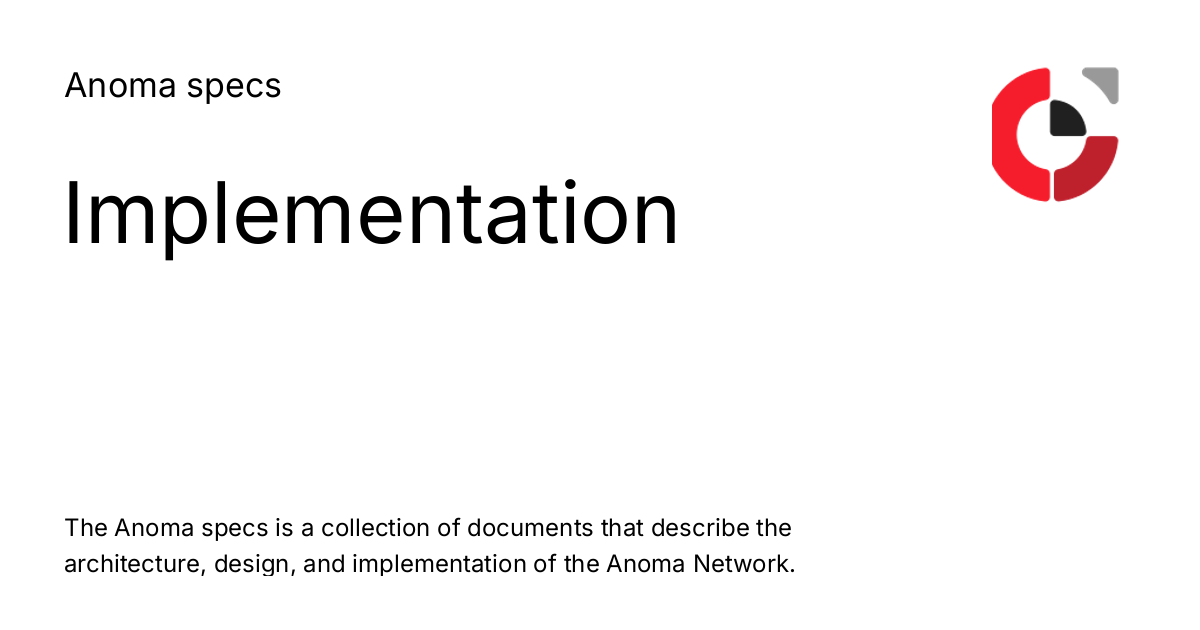 Anoma specs
Implementation
The Anoma specs is a collection of documents that describe the
architecture, design, and implementation of the Anoma Network.